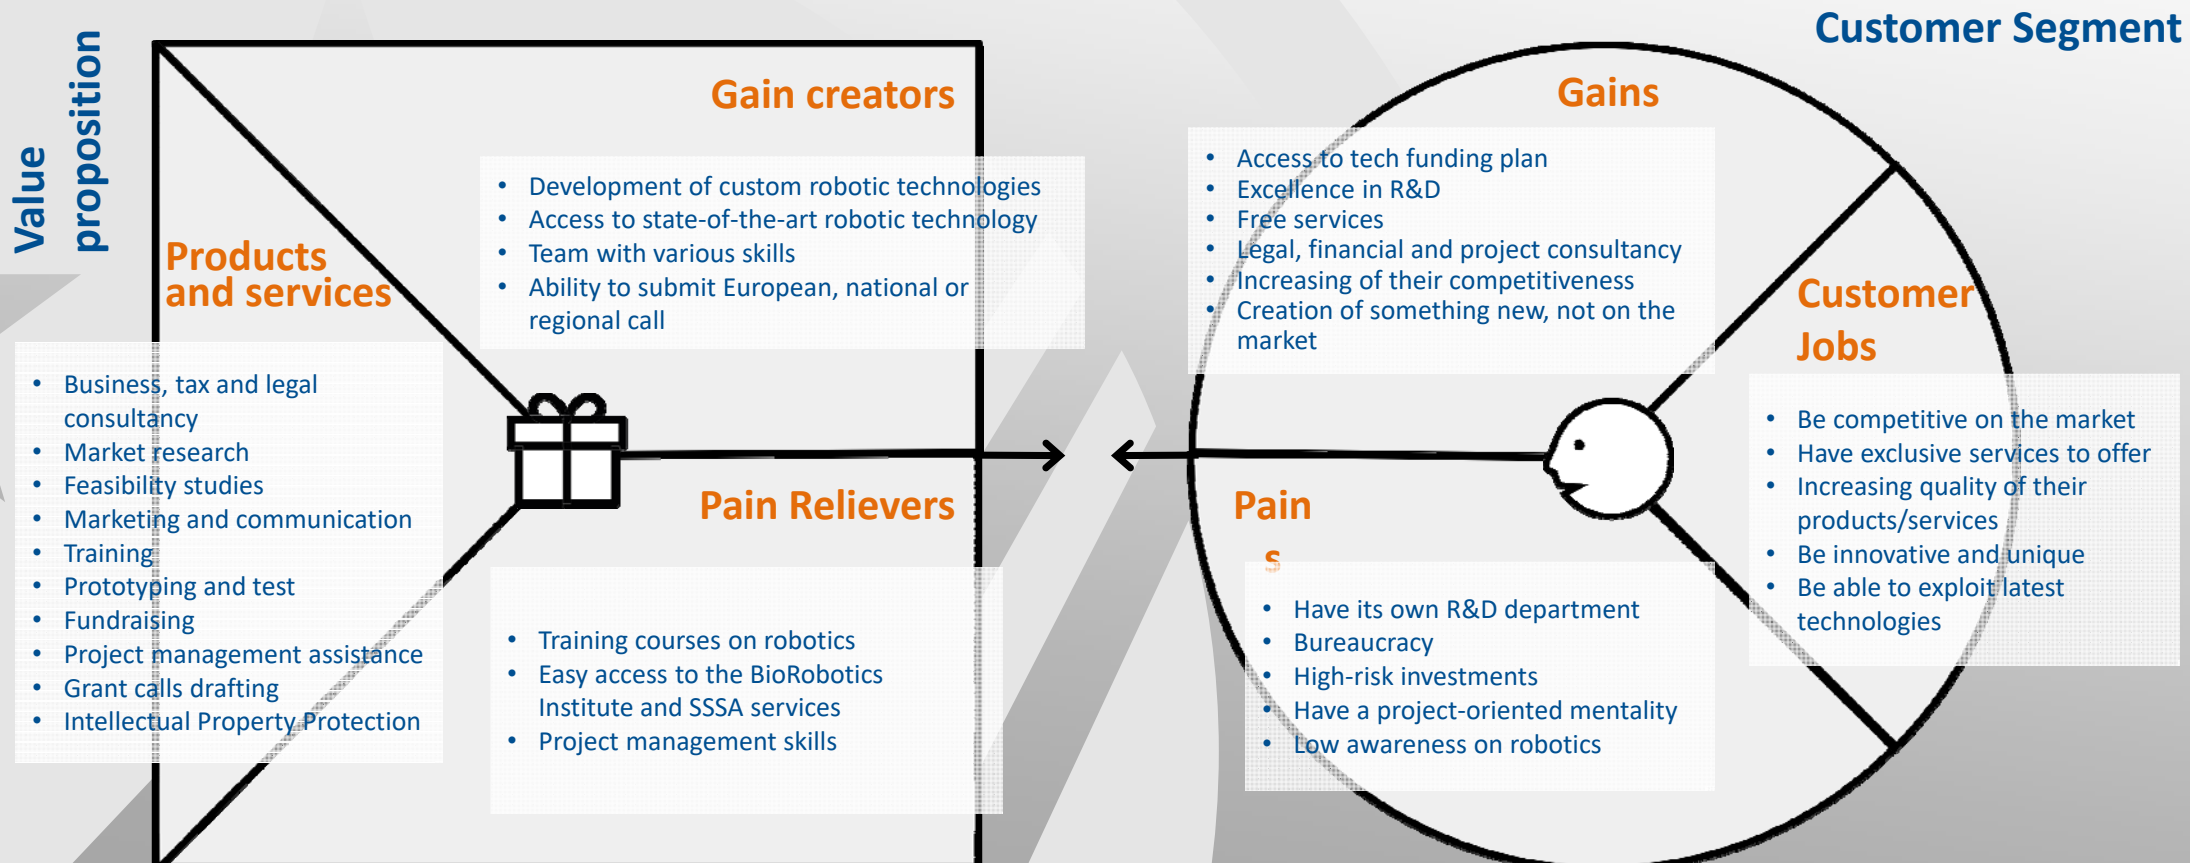 Value
proposition
Gain creators
• Development of custom robotic technologies
• Access to state-of-the-art robotic technology
• Team with various skills
• Ability to submit European, national or
regional call
Products
and services
• Business, tax and legal
consultancy
• Market research
• Feasibility studies
• Marketing and communication
• Training
• Prototyping and test
• Fundraising
• Project management assistance
• Grant calls drafting
• Intellectual Property Protection
Pain Relievers
• Training courses on robotics
• Easy access to the BioRobotics
Institute and SSSA services
• Project management skills
Customer Segment
Gains
• Access to tech funding plan
• Excellence in R&D
• Free services
• Legal, financial and project consultancy
• Increasing of their competitiveness
• Creation of something new, not on the
market
Customer
Jobs
• Be competitive on the market
• Have exclusive services to offer
• Increasing quality of their
products/services
• Be innovative and unique
• Be able to exploit latest
technologies
Pain
s
• Have its own R&D department
• Bureaucracy
• High-risk investments
• Have a project-oriented mentality
• Low awareness on robotics